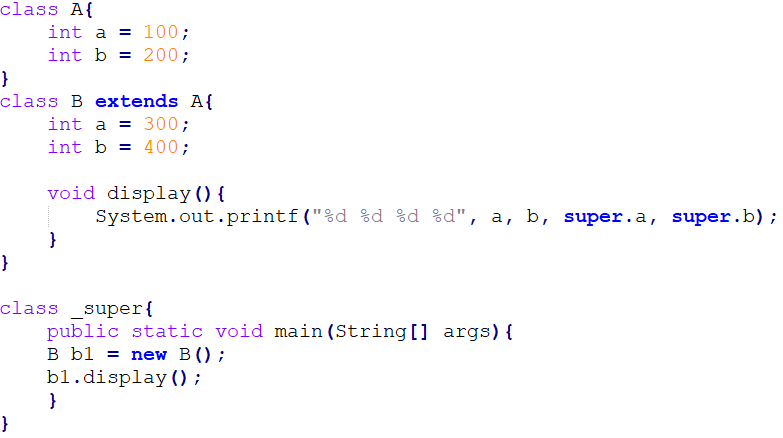 class A{
    int a = 100;
    int b = 200;
}
class B extends A{
    int a = 300;
    int b = 400;

    void display(){
        System.out.printf("%d %d %d %d", a, b, super.a, super.b);
    }
}

class _super{
    public static void main(String[] args){
    B b1 = new B();
    b1.display();
    }
}